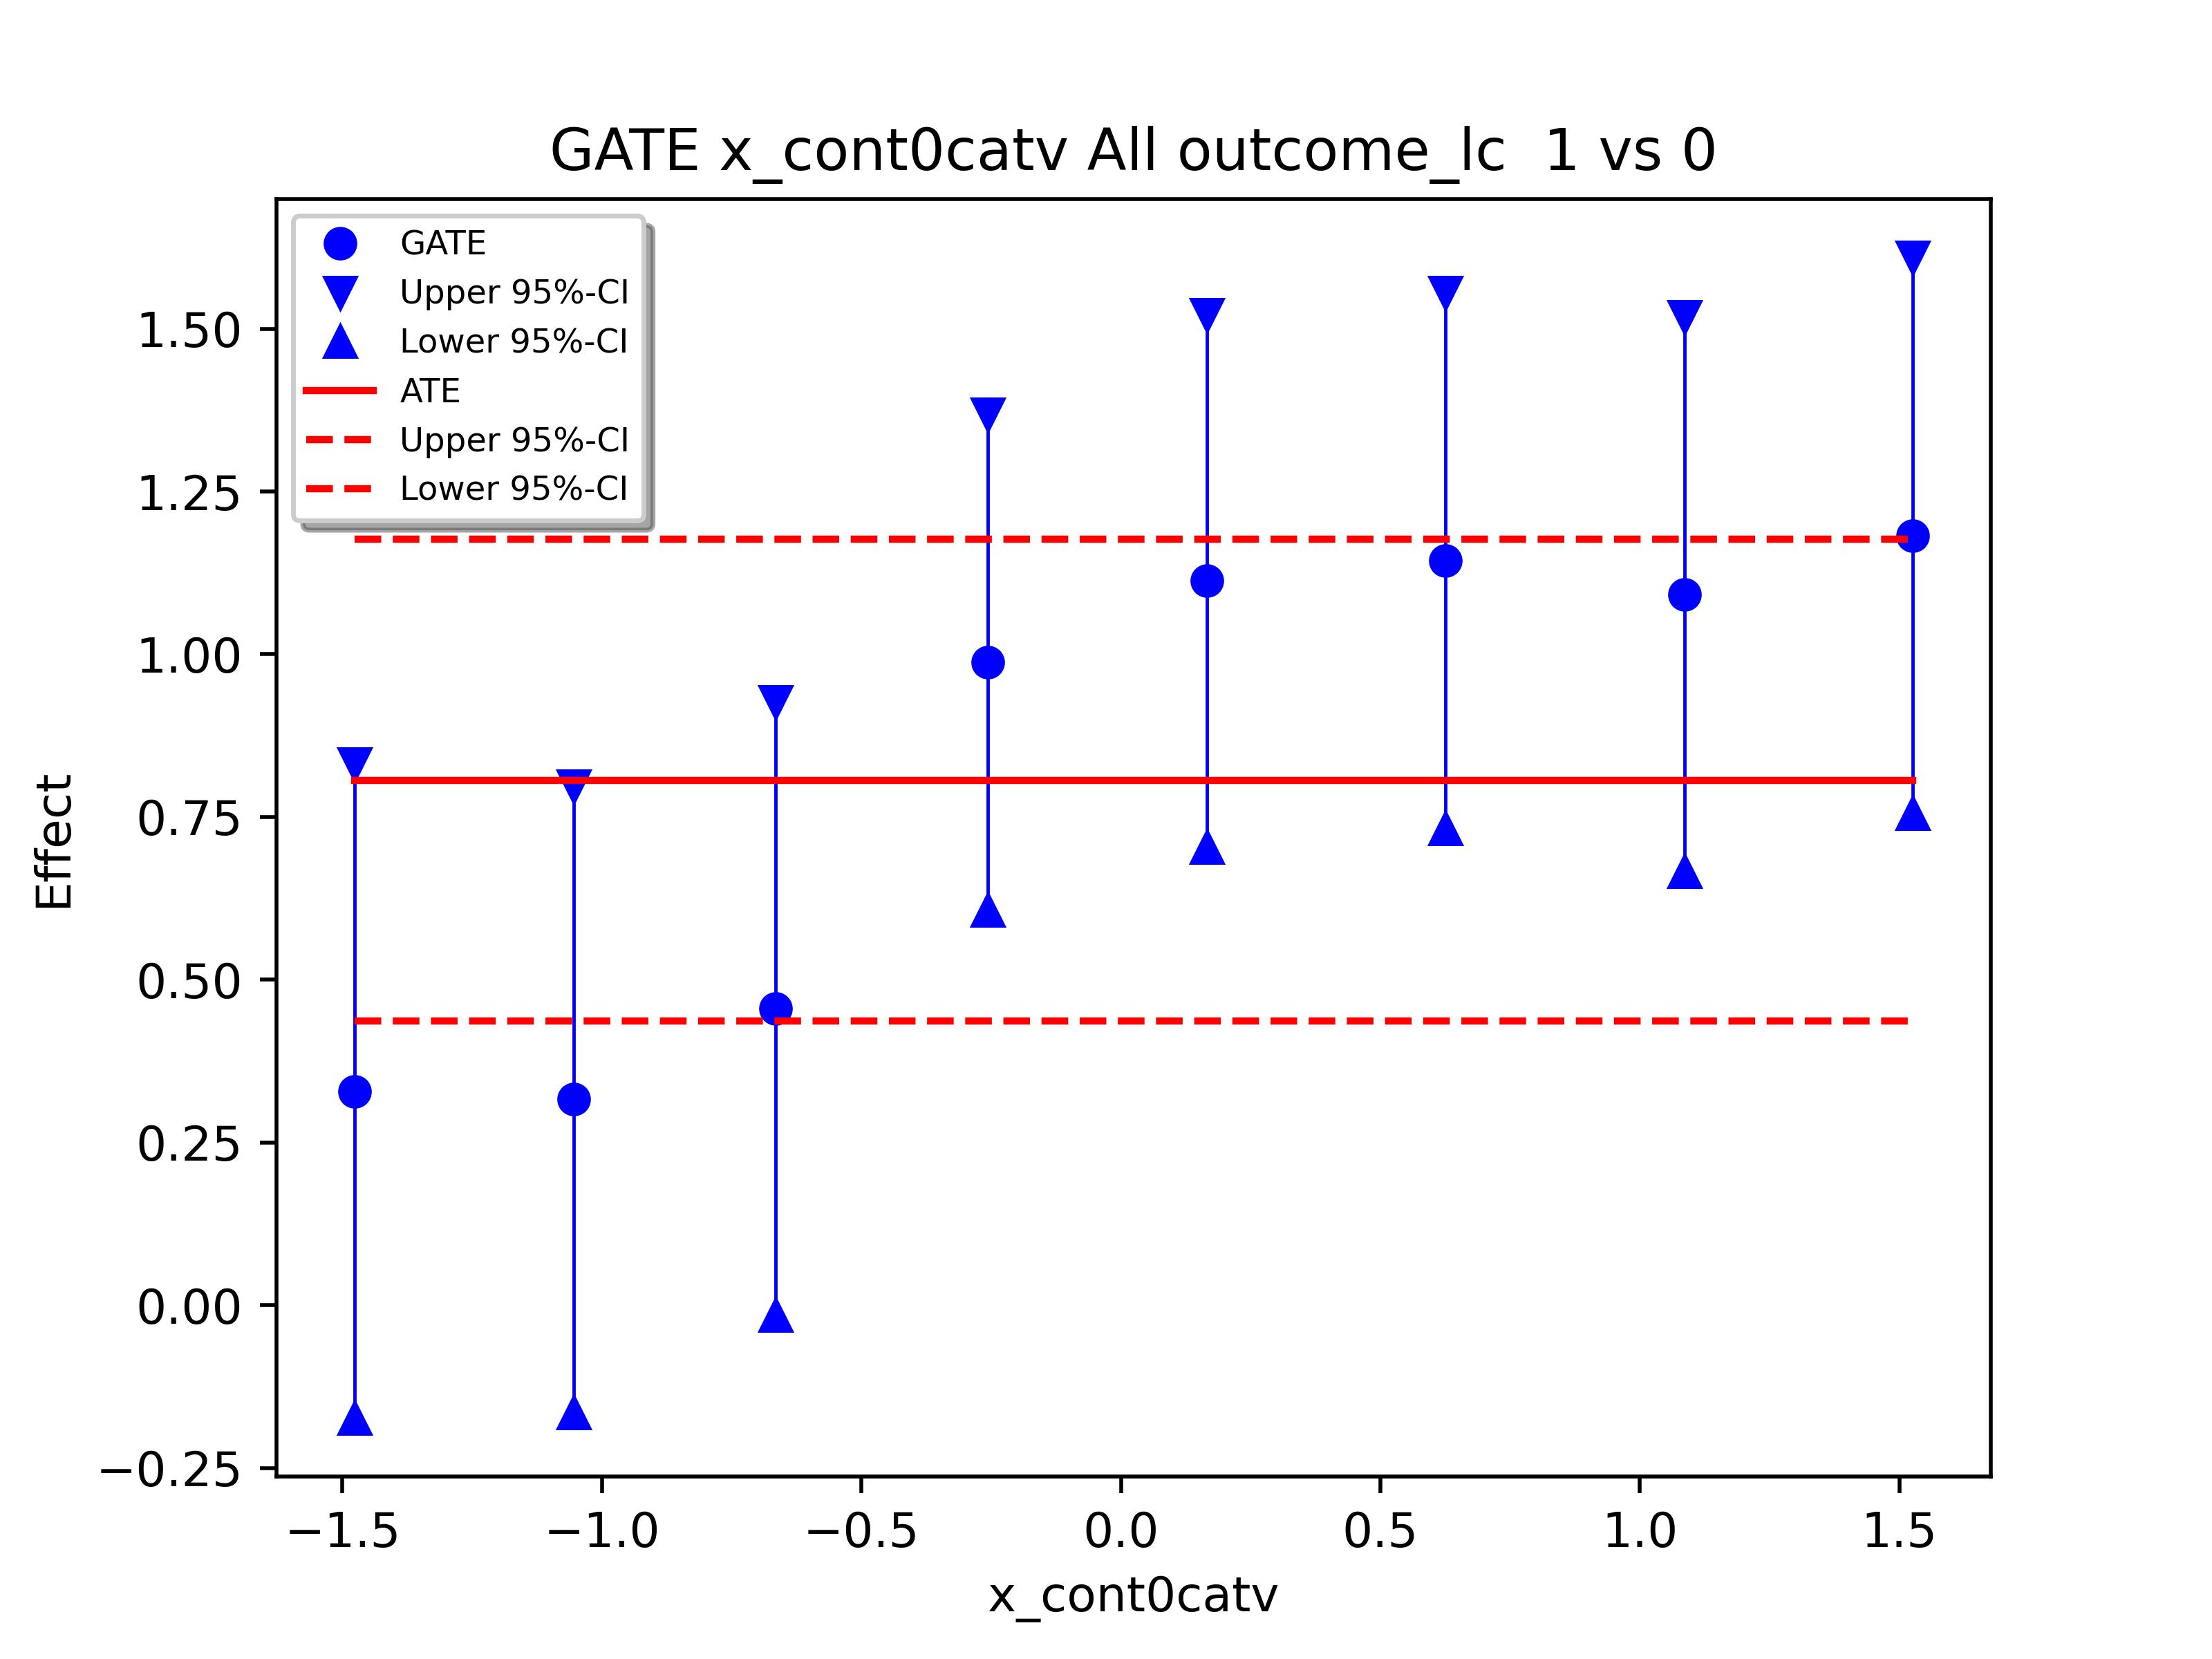 GATE x_cont0catv All outcome_lc  1 vs 0
GATE
Upper 95%-CI
Lower 95%-CI
ATE
Upper 95%-CI
Lower 95%-CI
Effect
1.50
1.25
1.00
0.75
0.50
0.25
0.00
−0.25
−1.5 −1.0 −0.5 0.0 0.5 1.0 1.5
x_cont0catv